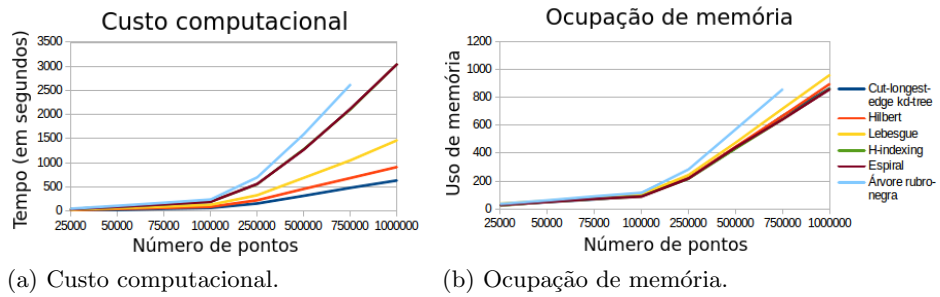 Custo computacional
Tempo (em segundos)
3500
3000
2500
2000
1500
1000
500
0
25000 50000 75000 100000 250000 500000 750000 1000000
Número de pontos
(a) Custo computacional.
Ocupação de memória
Uso de memória
1200
1000
800
600
400
200
0
25000 50000 75000 100000 250000 500000 750000 1000000
Número de pontos
Cut-longest-
edge kd-tree
Hilbert
Lebesgue
H-indexing
Espiral
Árvore rubro-
negra
(b) Ocupação de memória.